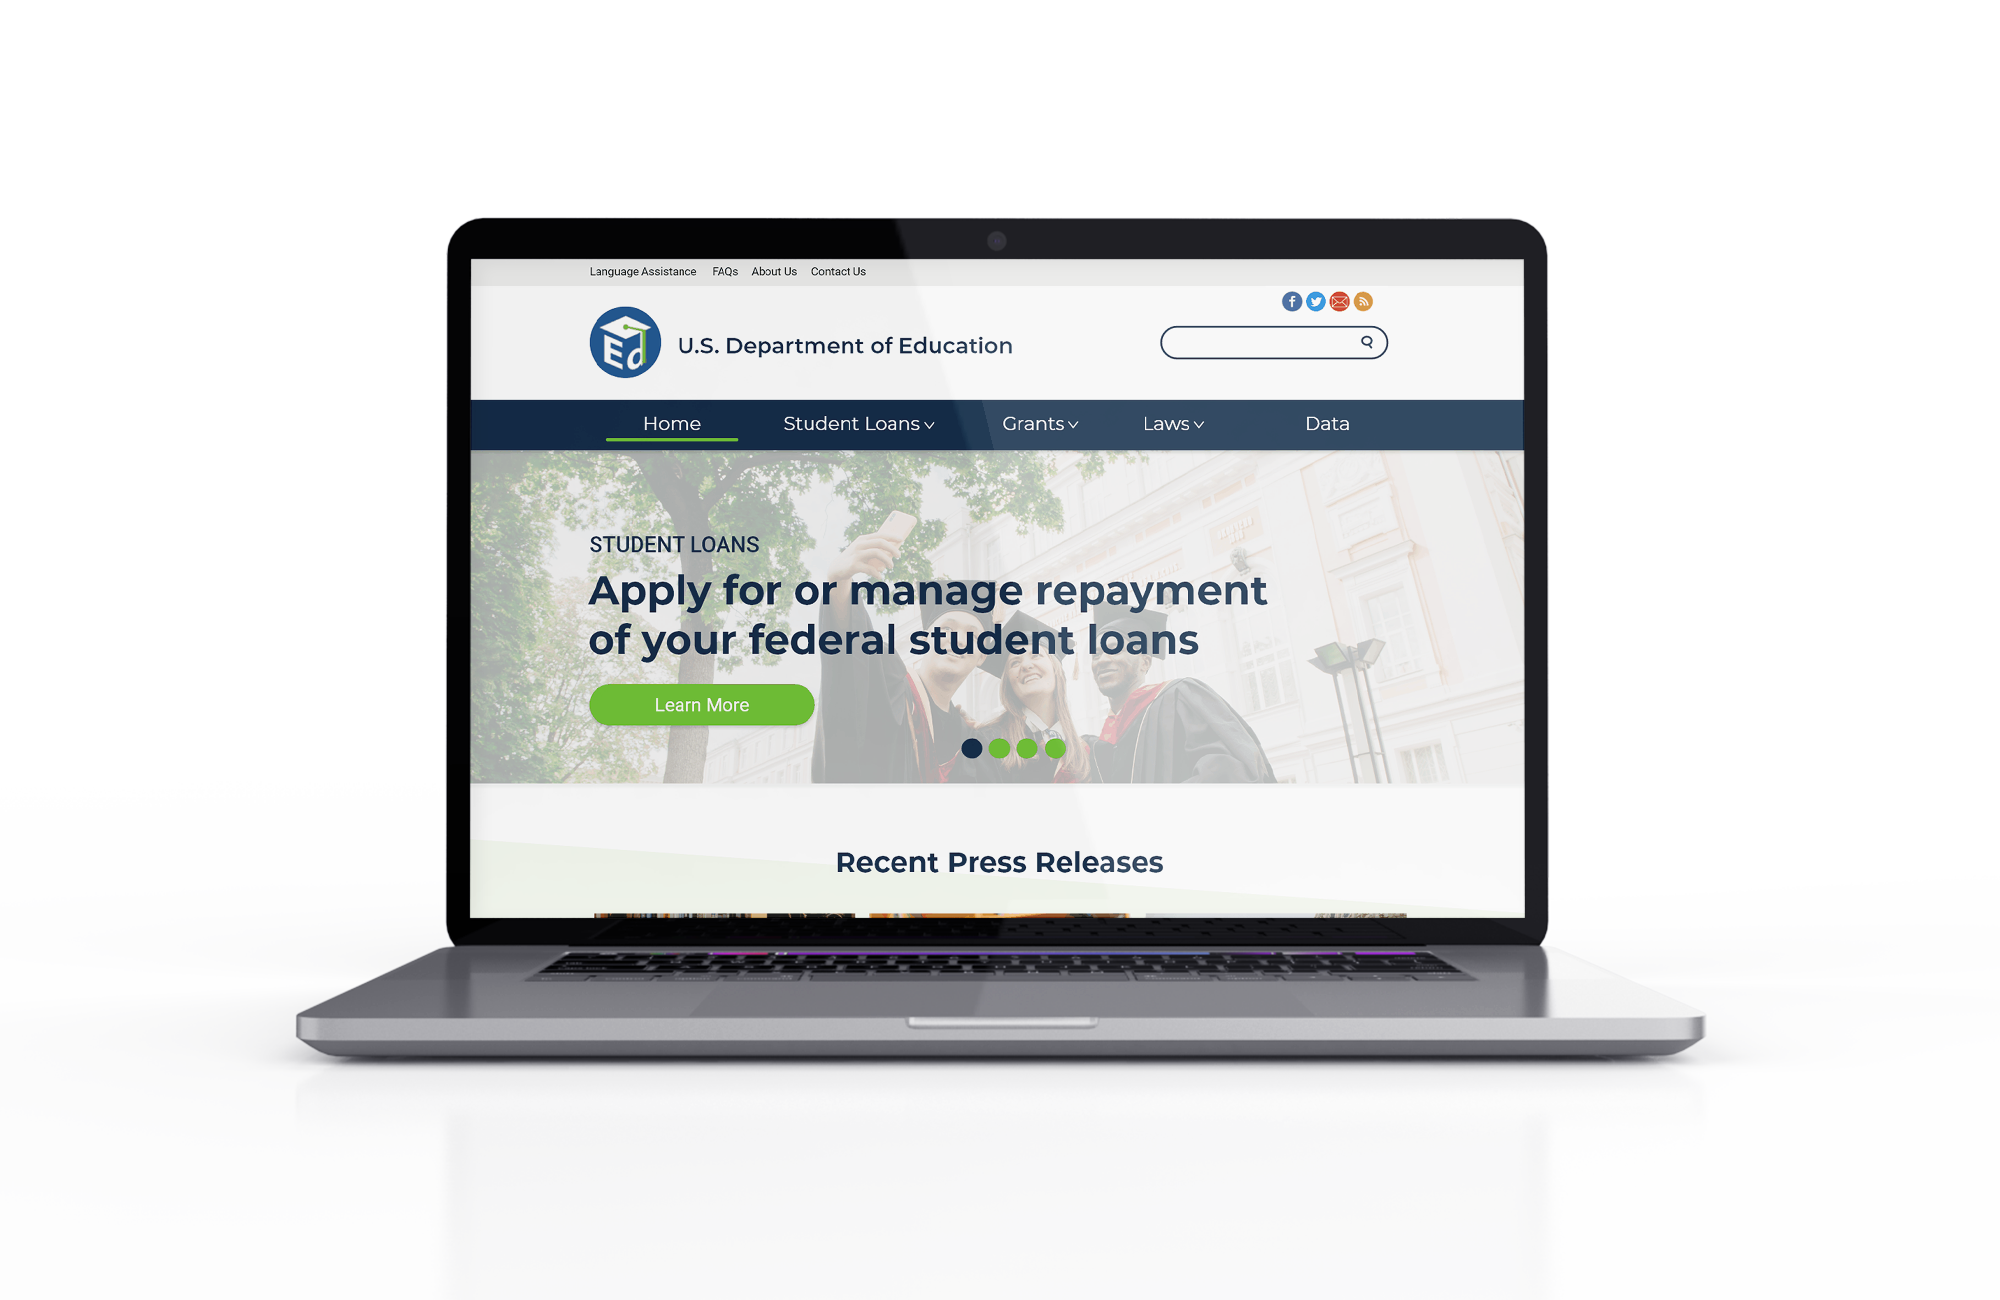 Language Assistance FAQs About Us Contact Us
Ed
U.S. Department of Education
Home Student Loans Grants Laws Data
STUDENT LOANS
Apply for or manage repayment
of your federal student loans
Learn More
Recent Press Releases